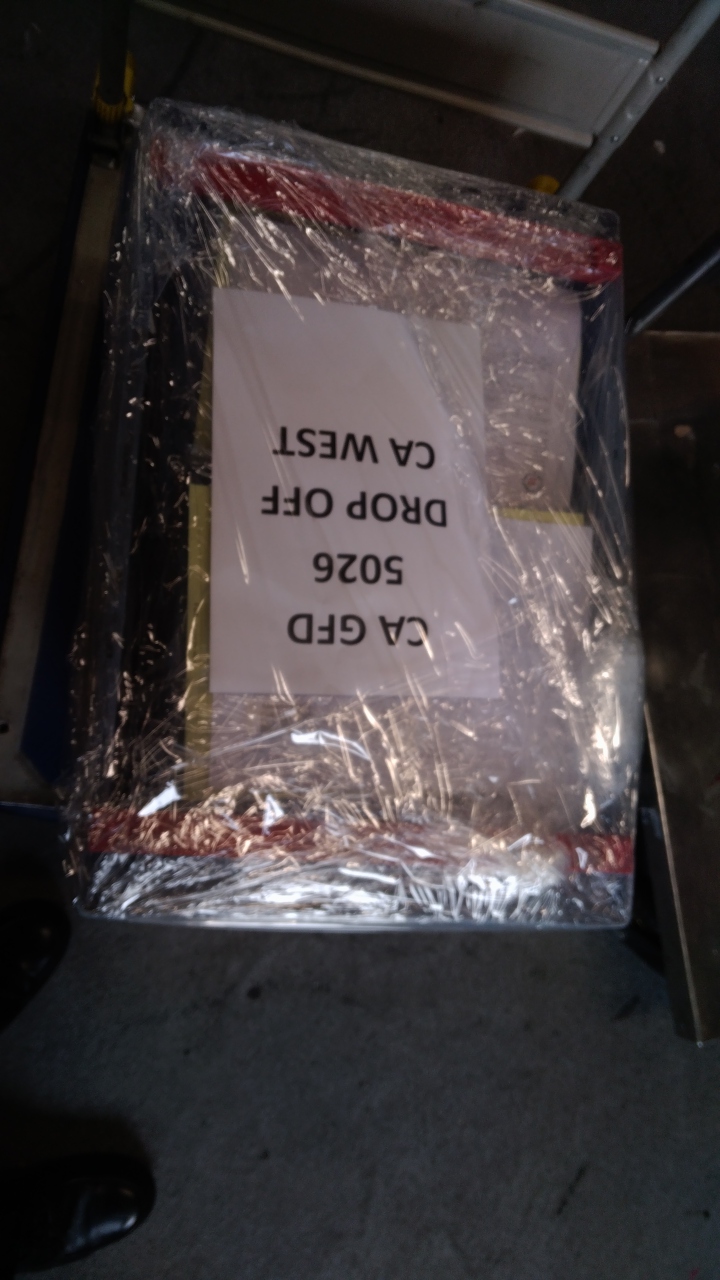 CA GFD
5026
DROP OFF
CA WEST